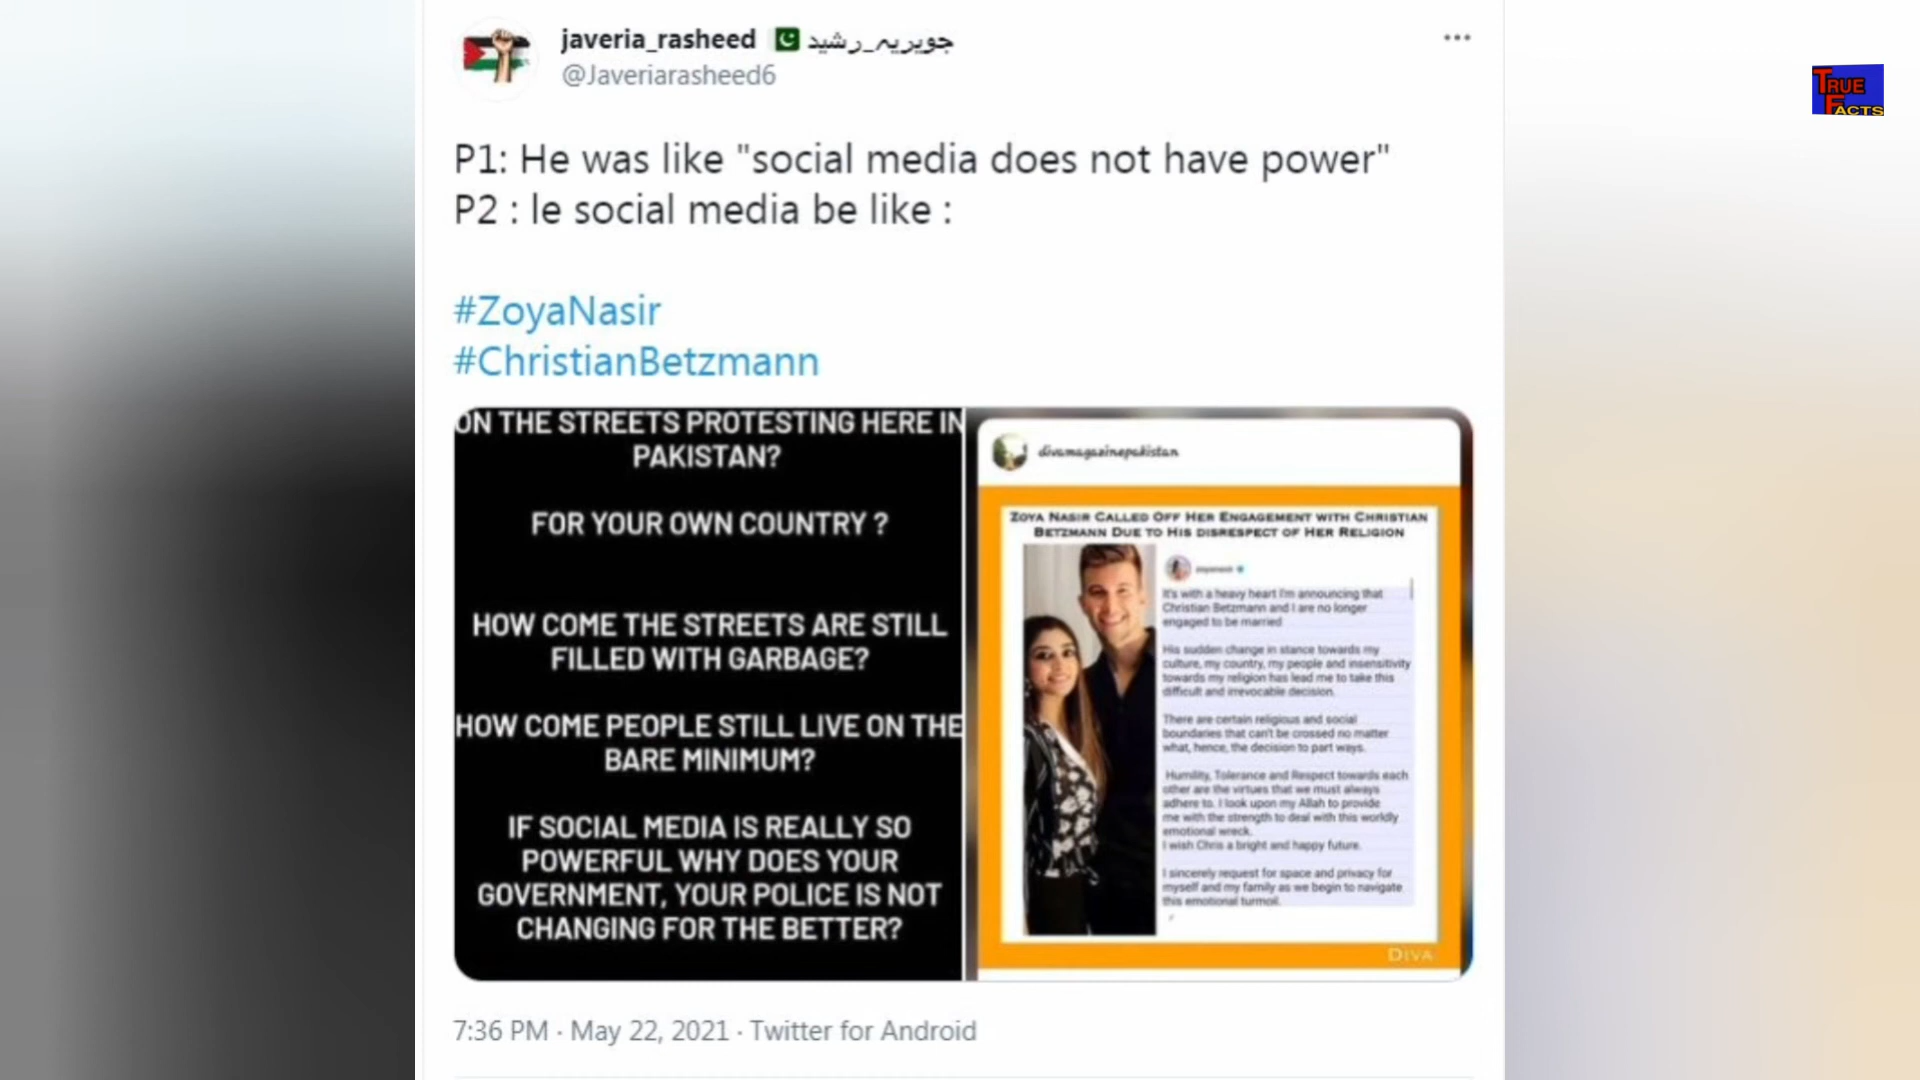 javeria_rasheed جویریہ_رشید
@Javeriarasheed6
TRUE
FACTS
P1: He was like "social media does not have power"
P2 : le social media be like :
#ZoyaNasir
#ChristianBetzmann
ON THE STREETS PROTESTING HERE IN
PAKISTAN?
FOR YOUR OWN COUNTRY ?
HOW COME THE STREETS ARE STILL
FILLED WITH GARBAGE?
HOW COME PEOPLE STILL LIVE ON THE
BARE MINIMUM?
IF SOCIAL MEDIA IS REALLY SO
POWERFUL WHY DOES YOUR
GOVERNMENT, YOUR POLICE IS NOT
CHANGING FOR THE BETTER?
divamagazinepakistan
ZOYA NASIR CALLED OFF HER ENGAGEMENT WITH CHRISTIAN
BETZMANN DUE TO HIS DISRESPECT OF HER RELIGION
zoyanasir
It's with a heavy heart I'm announcing that
Christian Betzmann and I are no longer
engaged to be married
His sudden change in stance towards my
culture, my country, my people and insensitivity
towards my religion has lead me to take this
difficult and irrevocable decision.
There are certain religious and social
boundaries that can't be crossed no matter
what, hence, the decision to part ways.
Humility, Tolerance and Respect towards each
other are the virtues that we must always
adhere to. I look upon my Allah to provide
me with the strength to deal with this worldly
emotional wreck.
I wish Chris a bright and happy future.
I sincerely request for space and privacy for
myself and my family as we begin to navigate
this emotional turmoil.
DIVA
7:36 PM · May 22, 2021 · Twitter for Android